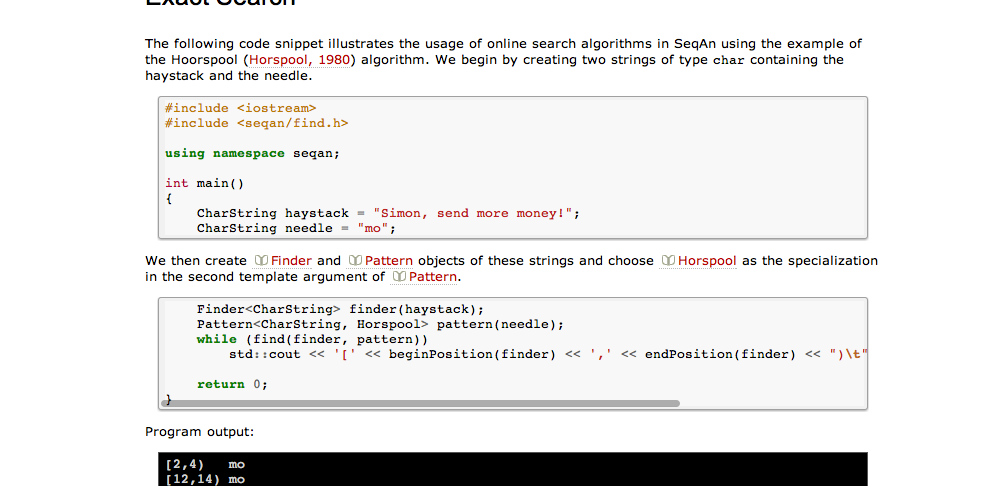 Exact Search
The following code snippet illustrates the usage of online search algorithms in SeqAn using the example of
the Hoorspool (Horspool, 1980) algorithm. We begin by creating two strings of type char containing the
haystack and the needle.
#include <iostream>
#include <seqan/find.h>
using namespace seqan;
int main()
{
CharString haystack = "Simon, send more money!";
CharString needle = "mo";
We then create Finder and Pattern objects of these strings and choose Horspool as the specialization
in the second template argument of Pattern.
Finder<CharString> finder(haystack);
Pattern<CharString, Horspool> pattern(needle);
while (find(finder, pattern))
std::cout << '[' << beginPosition(finder) << ',' << endPosition(finder) << ")\t"
return 0;
}
Program output:
[2,4) mo
[12,14) mo